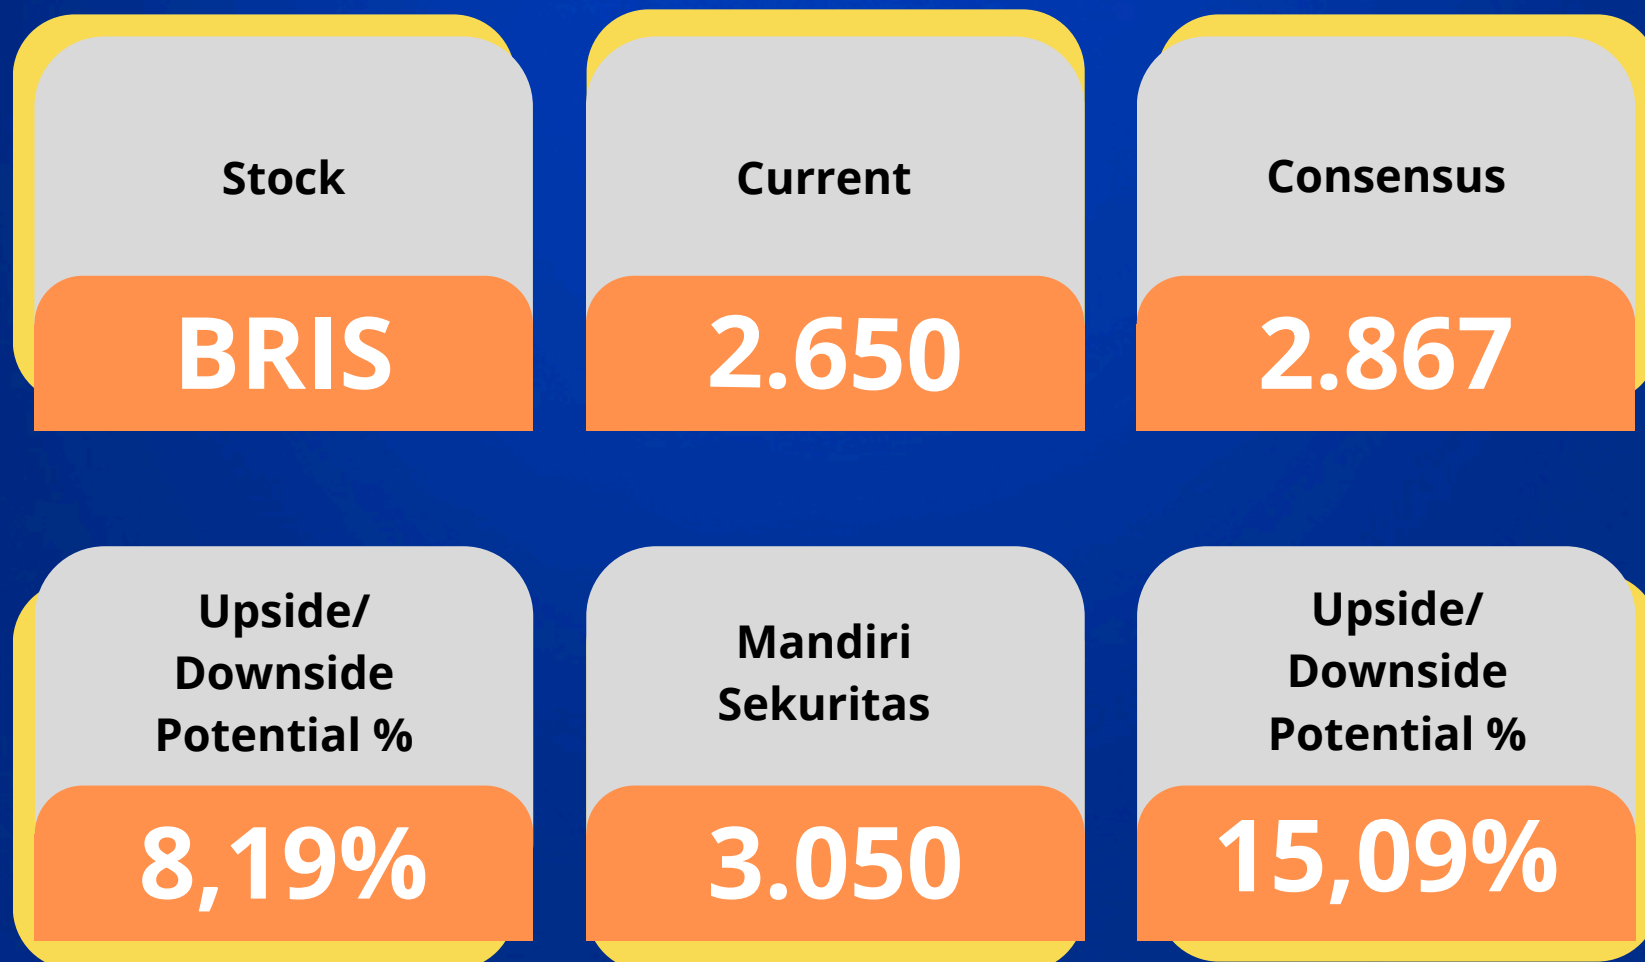 Stock
BRIS
Current
2.650
Consensus
2.867
Upside/
Downside
Potential %
8,19%
Mandiri
Sekuritas
3.050
Upside/
Downside
Potential %
15,09%